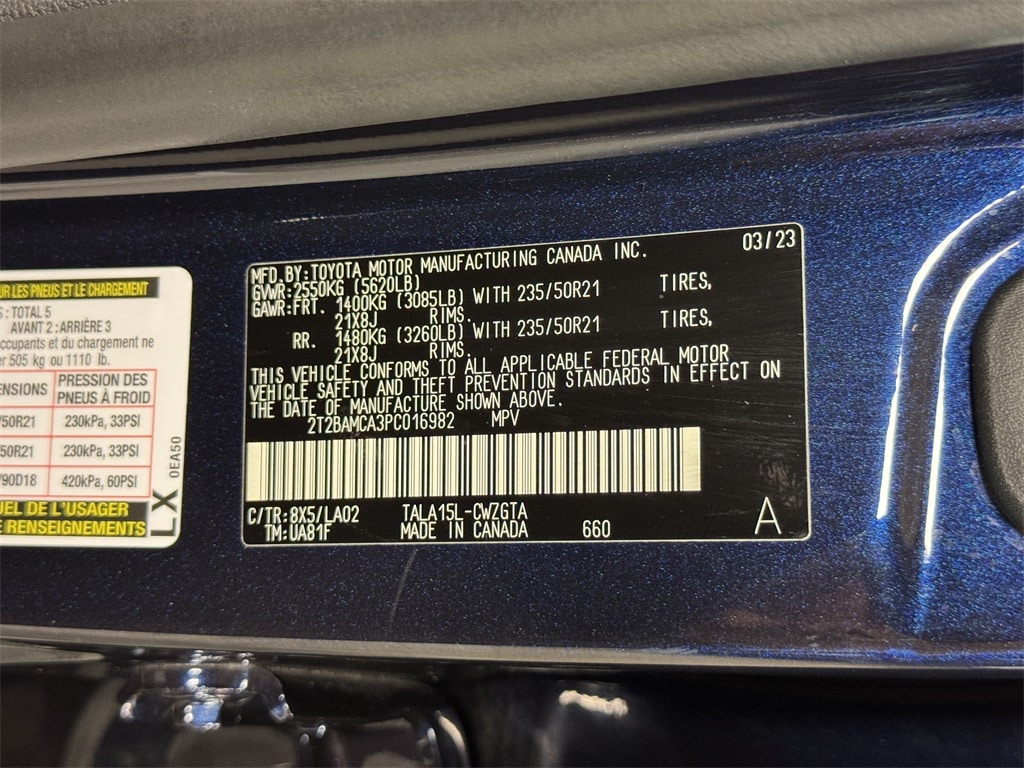 UR LES PNEUS ET LE CHARGEMENT
S : TOTAL 5
AVANT 2 : ARRIÈRE 3
occupants et du chargement ne
er 505 kg ou 1110 lb.
ENSIONS
PRESSION DES
PNEUS À FROID
/50R21
230kPa, 33PSI
50R21
230kPa, 33PSI
/90D18
420kPa, 60PSI
UEL DE L'USAGER
E RENSEIGNEMENTS
LX
0EA50
03/23
MFD.BY:TOYOTA MOTOR MANUFACTURING CANADA INC.
GVWR:2550KG (5620LB)
GAWR:FRT. 1400KG (3085LB) WITH 235/50R21 TIRES,
21X8J RIMS.
RR. 1480KG (3260LB) WITH 235/50R21 TIRES,
21X8J RIMS.
THIS VEHICLE CONFORMS TO ALL APPLICABLE FEDERAL MOTOR
VEHICLE SAFETY AND THEFT PREVENTION STANDARDS IN EFFECT ON
THE DATE OF MANUFACTURE SHOWN ABOVE.
2T2BAMCA3PC016982 MPV
C/TR:8X5/LA02 TALA15L-CWZGTA
TM:UA81F MADE IN CANADA 660
A